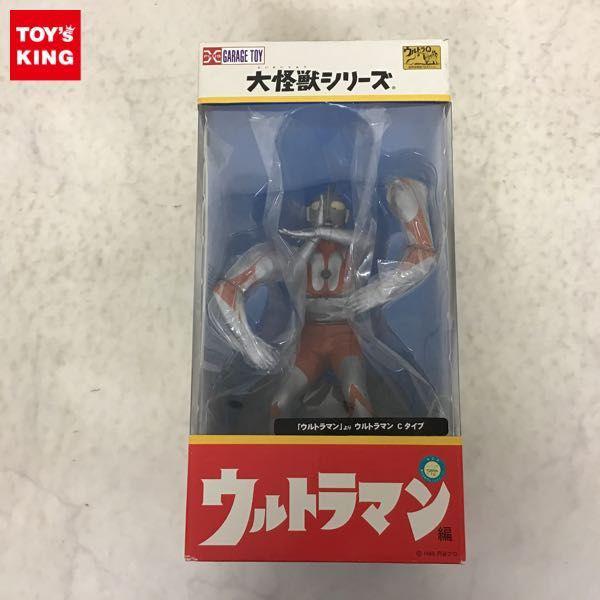 TOY'S
KING
GARAGE TOY
大怪獣シリーズ
「ウルトラマン」より ウルトラマン Cタイプ
ウルトラマン
編